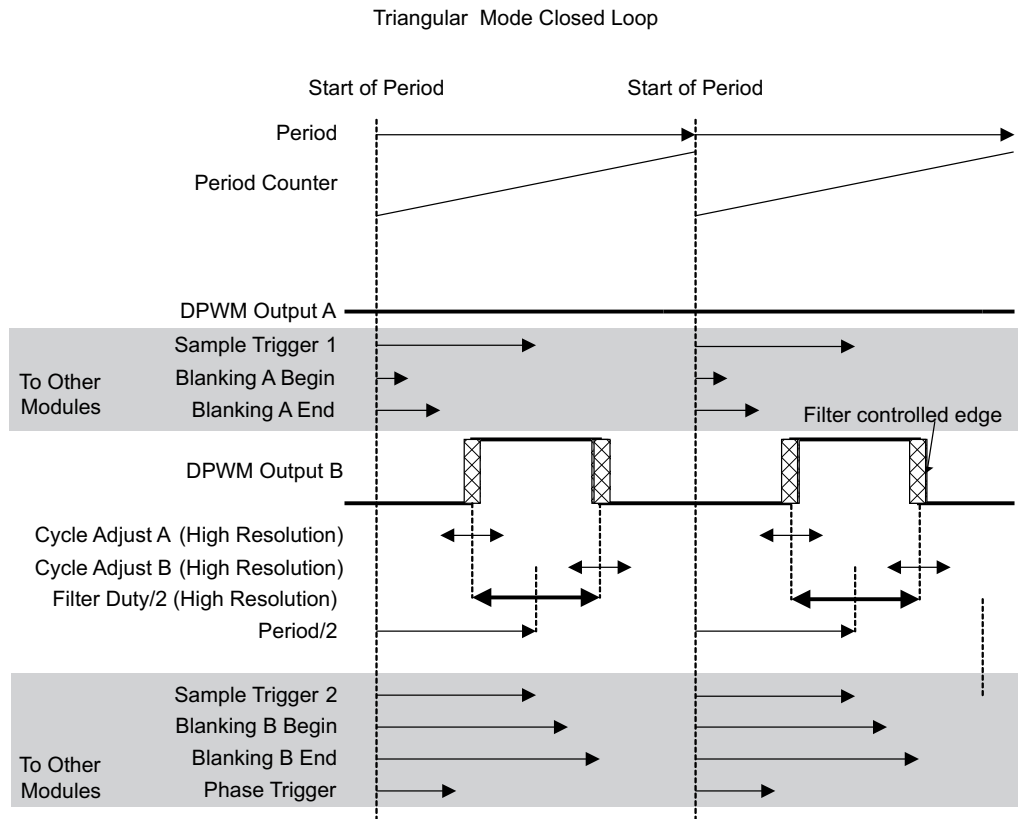 Triangular Mode Closed Loop
Start of Period
Start of Period
Period
Period Counter
DPWM Output A
Sample Trigger 1
To Other
Modules
Blanking A Begin
Blanking A End
Filter controlled edge
DPWM Output B
Cycle Adjust A (High Resolution)
Cycle Adjust B (High Resolution)
Filter Duty/2 (High Resolution)
Period/2
Sample Trigger 2
Blanking B Begin
Blanking B End
To Other
Modules
Phase Trigger